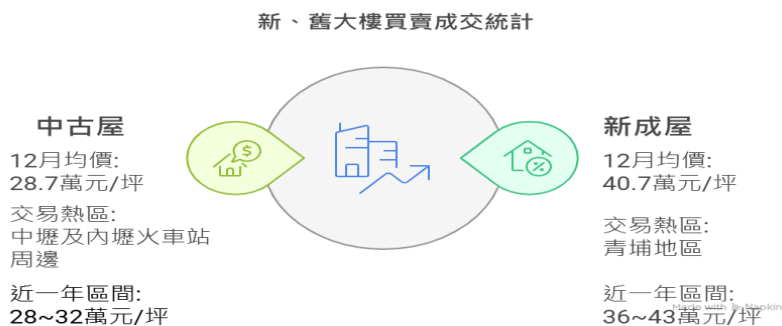 新、舊大樓買賣成交統計
中古屋
12月均價:
28.7萬元/坪
交易熱區:
中壢及內壢火車站
周邊
近一年區間:
28~32萬元/坪
$
新成屋
12月均價:
40.7萬元/坪
交易熱區:
青埔地區
近一年區間:
36~43萬元/坪
%
Made with Napkin